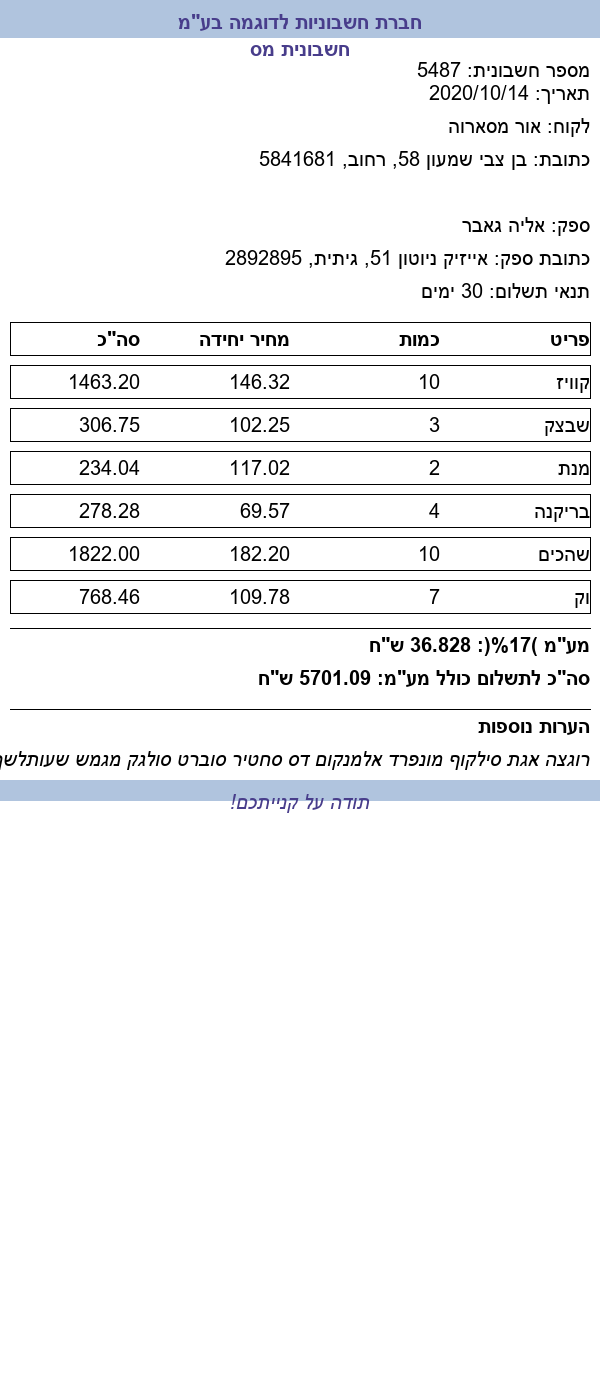 חברת חשבוניות לדוגמה בע"מ
חשבונית מס
מספר חשבונית: 5487
תאריך: 2020/10/14
לקוח: אור מסארוה
כתובת: בן צבי שמעון 58, רחוב, 5841681
ספק: אליה גאבר
כתובת ספק: אייזיק ניוטון 51, גיתית, 2892895
תנאי תשלום: 30 ימים
פריט כמות מחיר יחידה סה"כ
קוויז 10 146.32 1463.20
שבצק 3 102.25 306.75
מנת 2 117.02 234.04
בריקנה 4 69.57 278.28
שהכים 10 182.20 1822.00
וק 7 109.78 768.46
מע"מ )17%(: 36.828 ש"ח
סה"כ לתשלום כולל מע"מ: 5701.09 ש"ח
הערות נוספות
רוגצה אגת סילקוף מונפרד אלמנקום דס סחטיר סוברט סולגק מגמש שעותלשך
תודה על קנייתכם!